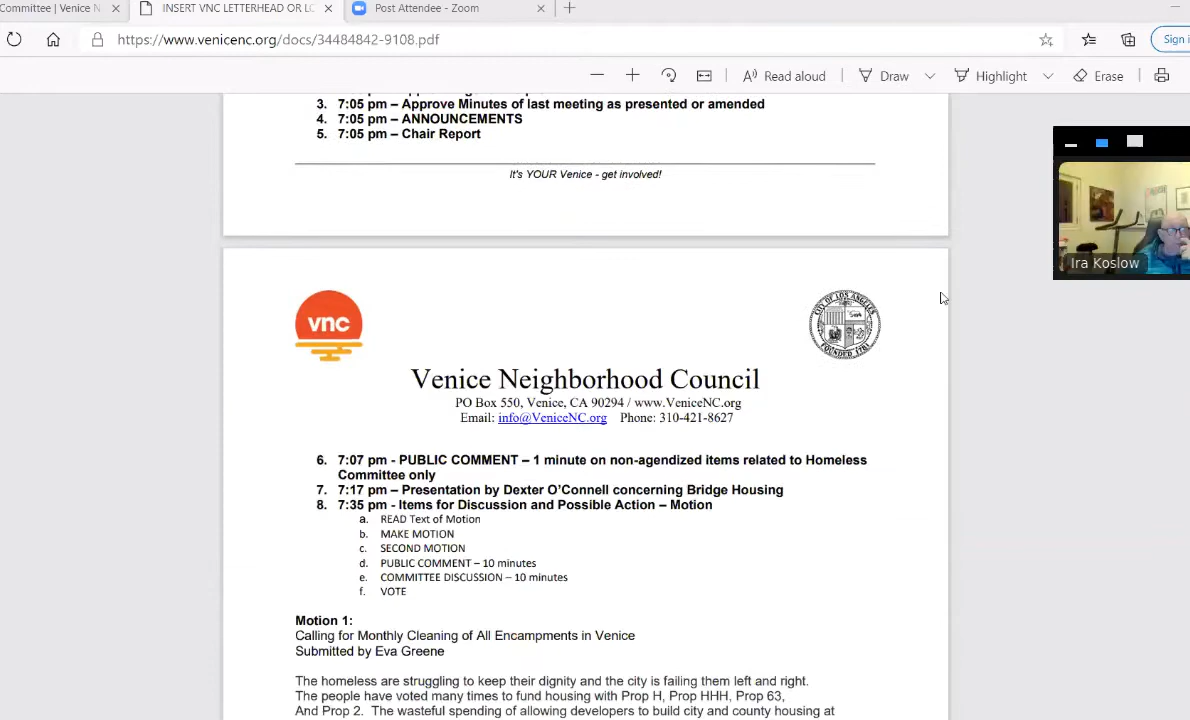 Committee | Venice N
INSERT VNC LETTERHEAD OR LO
Post Attendee - Zoom
https://www.venicenc.org/docs/34484842-9108.pdf
Sign i
Read aloud
Draw
Highlight
Erase
3. 7:05 pm – Approve Minutes of last meeting as presented or amended
4. 7:05 pm – ANNOUNCEMENTS
5. 7:05 pm – Chair Report
It's YOUR Venice - get involved!
Ira Koslow
vnc
CITY OF LOS ANGELES
FOUNDED 1781
Venice Neighborhood Council
PO Box 550, Venice, CA 90294 / www.VeniceNC.org
Email: info@VeniceNC.org Phone: 310-421-8627
6. 7:07 pm - PUBLIC COMMENT – 1 minute on non-agendized items related to Homeless
Committee only
7. 7:17 pm – Presentation by Dexter O'Connell concerning Bridge Housing
8. 7:35 pm - Items for Discussion and Possible Action – Motion
a. READ Text of Motion
b. MAKE MOTION
c. SECOND MOTION
d. PUBLIC COMMENT – 10 minutes
e. COMMITTEE DISCUSSION – 10 minutes
f. VOTE
Motion 1:
Calling for Monthly Cleaning of All Encampments in Venice
Submitted by Eva Greene
The homeless are struggling to keep their dignity and the city is failing them left and right.
The people have voted many times to fund housing with Prop H, Prop HHH, Prop 63,
And Prop 2. The wasteful spending of allowing developers to build city and county housing at